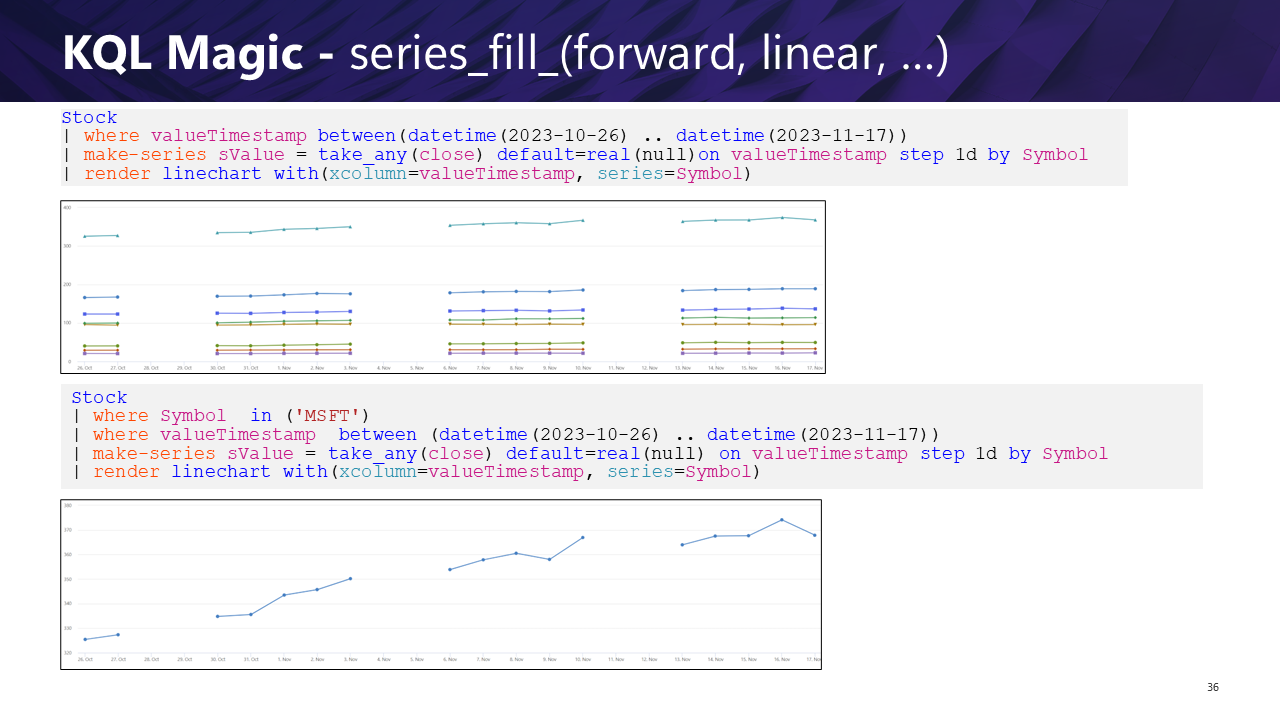 KQL Magic - series_fill_(forward, linear, ...)
Stock
| where valueTimestamp between(datetime(2023-10-26) .. datetime(2023-11-17))
| make-series sValue = take_any(close) default=real(null)on valueTimestamp step 1d by Symbol
| render linechart with(xcolumn=valueTimestamp, series=Symbol)
400
300
200
100
0
26. Oct 27. Oct 28. Oct 29. Oct 30. Oct 31. Oct 1. Nov 2. Nov 3. Nov 4. Nov 5. Nov 6. Nov 7. Nov 8. Nov 9. Nov 10. Nov 11. Nov 12. Nov 13. Nov 14. Nov 15. Nov 16. Nov 17. Nov
Stock
| where Symbol  in ('MSFT')
| where valueTimestamp  between (datetime(2023-10-26) .. datetime(2023-11-17))
| make-series sValue = take_any(close) default=real(null) on valueTimestamp step 1d by Symbol
| render linechart with(xcolumn=valueTimestamp, series=Symbol)
380
370
360
350
340
330
320
26. Oct 27. Oct 28. Oct 29. Oct 30. Oct 31. Oct 1. Nov 2. Nov 3. Nov 4. Nov 5. Nov 6. Nov 7. Nov 8. Nov 9. Nov 10. Nov 11. Nov 12. Nov 13. Nov 14. Nov 15. Nov 16. Nov 17. Nov
36